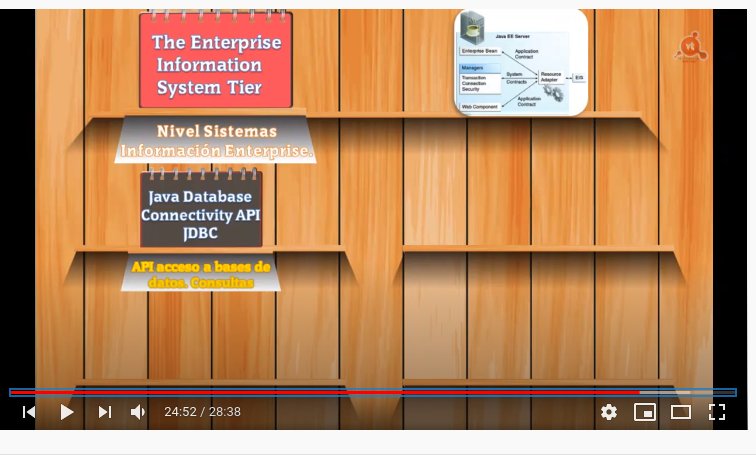 The Enterprise
Information
System Tier
Nivel Sistemas
Información Enterprise.
Java EE Server
Enterprise Bean
Application
Contract
Managers
Transaction
Connection
Security
System
Contracts
Resource
Adapter
EIS
Web Component
Application
Contract
Java Database
Connectivity API
JDBC
API acceso a bases de
datos. Consultas
24:52 / 28:38